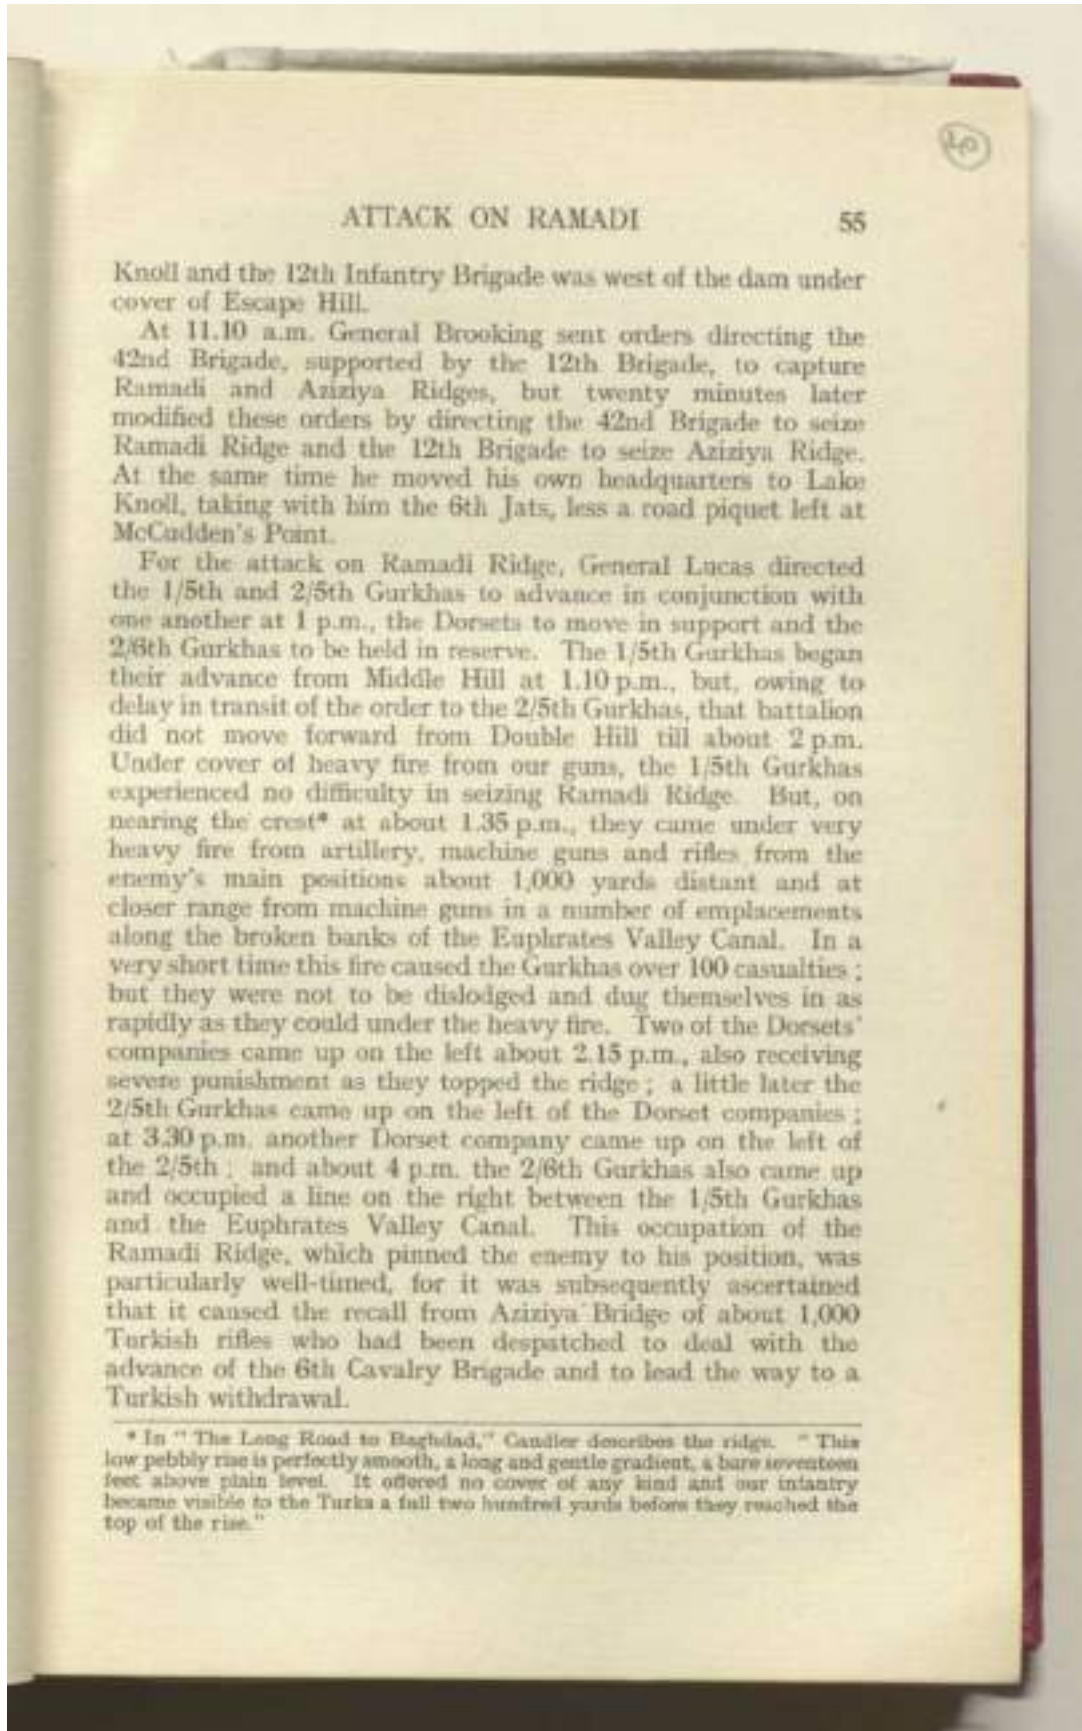 ATTACK ON RAMADI 55
Knoll and the 12th Infantry Brigade was west of the dam under
cover of Escape Hill.
At 11.10 a.m. General Brooking sent orders directing the
42nd Brigade, supported by the 12th Brigade, to capture
Ramadi and Aziziya Ridges, but twenty minutes later
modified these orders by directing the 42nd Brigade to seize
Ramadi Ridge and the 12th Brigade to seize Aziziya Ridge.
At the same time he moved his own headquarters to Lake
Knoll, taking with him the 6th Jats, less a road piquet left at
McCudden's Point.
For the attack on Ramadi Ridge, General Lucas directed
the 1/5th and 2/5th Gurkhas to advance in conjunction with
one another at 1 p.m., the Dorsets to move in support and the
2/6th Gurkhas to be held in reserve. The 1/5th Gurkhas began
their advance from Middle Hill at 1.10 p.m., but, owing to
delay in transit of the order to the 2/5th Gurkhas, that battalion
did not move forward from Double Hill till about 2 p.m.
Under cover of heavy fire from our guns, the 1/5th Gurkhas
experienced no difficulty in seizing Ramadi Ridge. But, on
nearing the crest* at about 1.35 p.m., they came under very
heavy fire from artillery, machine guns and rifles from the
enemy's main positions about 1,000 yards distant and at
closer range from machine guns in a number of emplacements
along the broken banks of the Euphrates Valley Canal. In a
very short time this fire caused the Gurkhas over 100 casualties;
but they were not to be dislodged and dug themselves in as
rapidly as they could under the heavy fire. Two of the Dorsets'
companies came up on the left about 2.15 p.m., also receiving
severe punishment as they topped the ridge; a little later the
2/5th Gurkhas came up on the left of the Dorset companies;
at 3.30 p.m. another Dorset company came up on the left of
the 2/5th; and about 4 p.m. the 2/6th Gurkhas also came up
and occupied a line on the right between the 1/5th Gurkhas
and the Euphrates Valley Canal. This occupation of the
Ramadi Ridge, which pinned the enemy to his position, was
particularly well-timed, for it was subsequently ascertained
that it caused the recall from Aziziya Bridge of about 1,000
Turkish rifles who had been despatched to deal with the
advance of the 6th Cavalry Brigade and to lead the way to a
Turkish withdrawal.
* In "The Long Road to Baghdad," Candler describes the ridge. "This
low pebbly rise is perfectly smooth, a long and gentle gradient, a bare seventeen
feet above plain level. It offered no cover of any kind and our infantry
became visible to the Turks a full two hundred yards before they reached the
top of the rise."